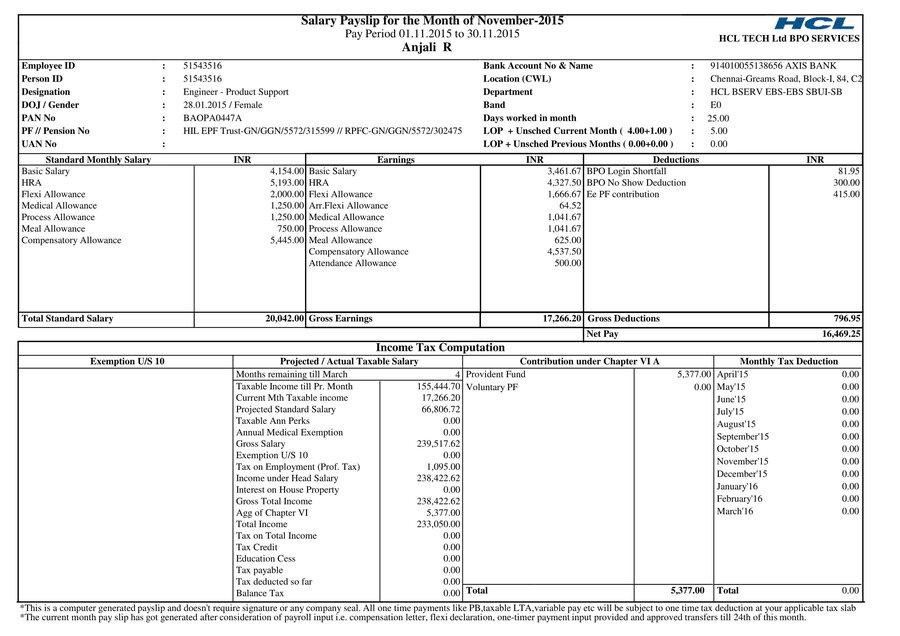 Salary Payslip for the Month of November-2015
Pay Period 01.11.2015 to 30.11.2015
Anjali R
HCL
HCL TECH Ltd BPO SERVICES
Employee ID : 51543516 Bank Account No & Name : 914010055138656 AXIS BANK
Person ID : 51543516 Location (CWL) : Chennai-Greams Road, Block-I, 84, C2
Designation : Engineer - Product Support Department : HCL BSERV EBS-EBS SBUI-SB
DOJ / Gender : 28.01.2015 / Female Band : E0
PAN No : BAOPA0447A Days worked in month : 25.00
PF // Pension No : HIL EPF Trust-GN/GGN/5572/315599 // RPFC-GN/GGN/5572/302475 LOP + Unsched Current Month ( 4.00+1.00 ) : 5.00
UAN No : LOP + Unsched Previous Months ( 0.00+0.00 ) : 0.00
Standard Monthly Salary INR Earnings INR Deductions INR
Basic Salary 4,154.00 Basic Salary 3,461.67 BPO Login Shortfall 81.95
HRA 5,193.00 HRA 4,327.50 BPO No Show Deduction 300.00
Flexi Allowance 2,000.00 Flexi Allowance 1,666.67 Ee PF contribution 415.00
Medical Allowance 1,250.00 Arr.Flexi Allowance 64.52
Process Allowance 1,250.00 Medical Allowance 1,041.67
Meal Allowance 750.00 Process Allowance 1,041.67
Compensatory Allowance 5,445.00 Meal Allowance 625.00
Compensatory Allowance 4,537.50
Attendance Allowance 500.00
Total Standard Salary 20,042.00 Gross Earnings 17,266.20 Gross Deductions 796.95
Net Pay 16,469.25
Income Tax Computation
Exemption U/S 10 Projected / Actual Taxable Salary Contribution under Chapter VI A Monthly Tax Deduction
Months remaining till March 4 Provident Fund 5,377.00 April'15 0.00
Taxable Income till Pr. Month 155,444.70 Voluntary PF 0.00 May'15 0.00
Current Mth Taxable income 17,266.20 June'15 0.00
Projected Standard Salary 66,806.72 July'15 0.00
Taxable Ann Perks 0.00 August'15 0.00
Annual Medical Exemption 0.00 September'15 0.00
Gross Salary 239,517.62 October'15 0.00
Exemption U/S 10 0.00 November'15 0.00
Tax on Employment (Prof. Tax) 1,095.00 December'15 0.00
Income under Head Salary 238,422.62 January'16 0.00
Interest on House Property 0.00 February'16 0.00
Gross Total Income 238,422.62 March'16 0.00
Agg of Chapter VI 5,377.00
Total Income 233,050.00
Tax on Total Income 0.00
Tax Credit 0.00
Education Cess 0.00
Tax payable 0.00
Tax deducted so far 0.00
Balance Tax 0.00 Total 5,377.00 Total 0.00
*This is a computer generated payslip and doesn't require signature or any company seal. All one time payments like PB,taxable LTA,variable pay etc will be subject to one time tax deduction at your applicable tax slab
*The current month pay slip has got generated after consideration of payroll input i.e. compensation letter, flexi declaration, one-timer payment input provided and approved transfers till 24th of this month.